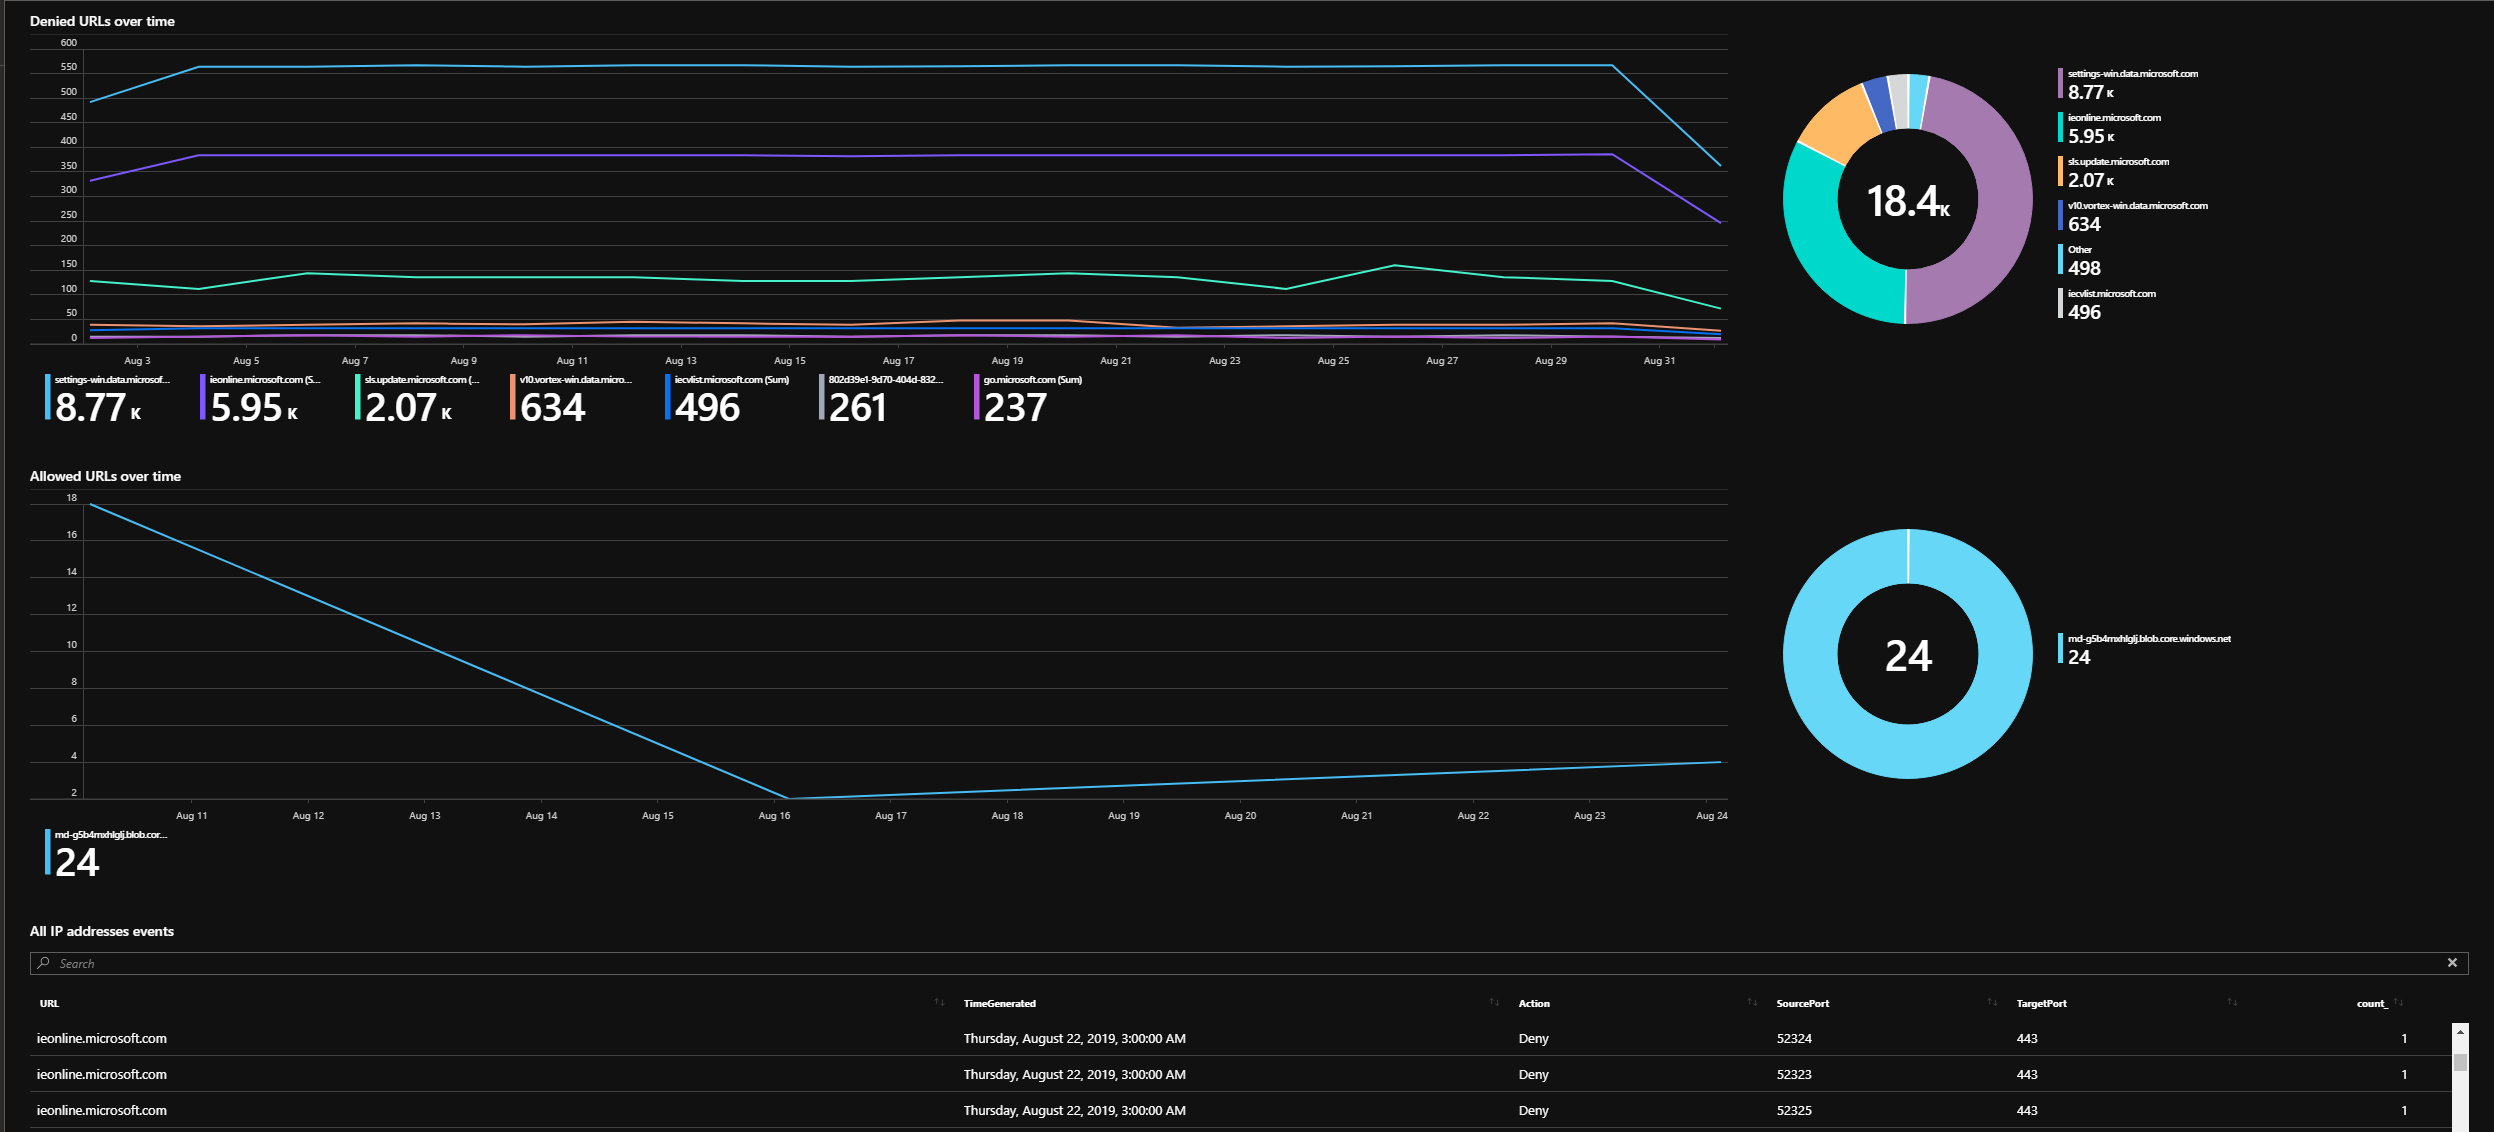 Denied URLs over time
600
550
500
450
400
350
300
250
200
150
100
50
0
Aug 3 Aug 5 Aug 7 Aug 9 Aug 11 Aug 13 Aug 15 Aug 17 Aug 19 Aug 21 Aug 23 Aug 25 Aug 27 Aug 29 Aug 31
settings-win.data.microsof...
8.77 K
ieonline.microsoft.com (S...
5.95 K
sls.update.microsoft.com (...
2.07 K
v10.vortex-win.data.micro...
634
iecvlist.microsoft.com (Sum)
496
802d39e1-9d70-404d-832...
261
go.microsoft.com (Sum)
237
18.4K
settings-win.data.microsoft.com
8.77 K
ieonline.microsoft.com
5.95 K
sls.update.microsoft.com
2.07 K
v10.vortex-win.data.microsoft.com
634
Other
498
iecvlist.microsoft.com
496
Allowed URLs over time
18
16
14
12
10
8
6
4
2
Aug 11 Aug 12 Aug 13 Aug 14 Aug 15 Aug 16 Aug 17 Aug 18 Aug 19 Aug 20 Aug 21 Aug 22 Aug 23 Aug 24
md-g5b4mxhlglj.blob.cor...
24
24
md-g5b4mxhlglj.blob.core.windows.net
24
All IP addresses events
Search
URL TimeGenerated Action SourcePort TargetPort count_
ieonline.microsoft.com Thursday, August 22, 2019, 3:00:00 AM Deny 52324 443 1
ieonline.microsoft.com Thursday, August 22, 2019, 3:00:00 AM Deny 52323 443 1
ieonline.microsoft.com Thursday, August 22, 2019, 3:00:00 AM Deny 52325 443 1